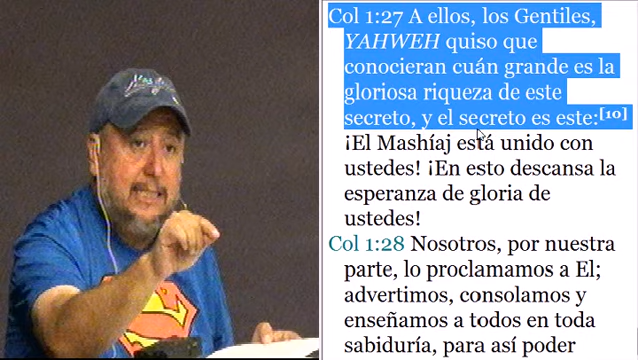 Col 1:27 A ellos, los Gentiles,
YAHWEH quiso que
conocieran cuán grande es la
gloriosa riqueza de este
secreto, y el secreto es este:[10]
¡El Mashíaj está unido con
ustedes! ¡En esto descansa la
esperanza de gloria de
ustedes!
Col 1:28 Nosotros, por nuestra
parte, lo proclamamos a El;
advertimos, consolamos y
enseñamos a todos en toda
sabiduría, para así poder